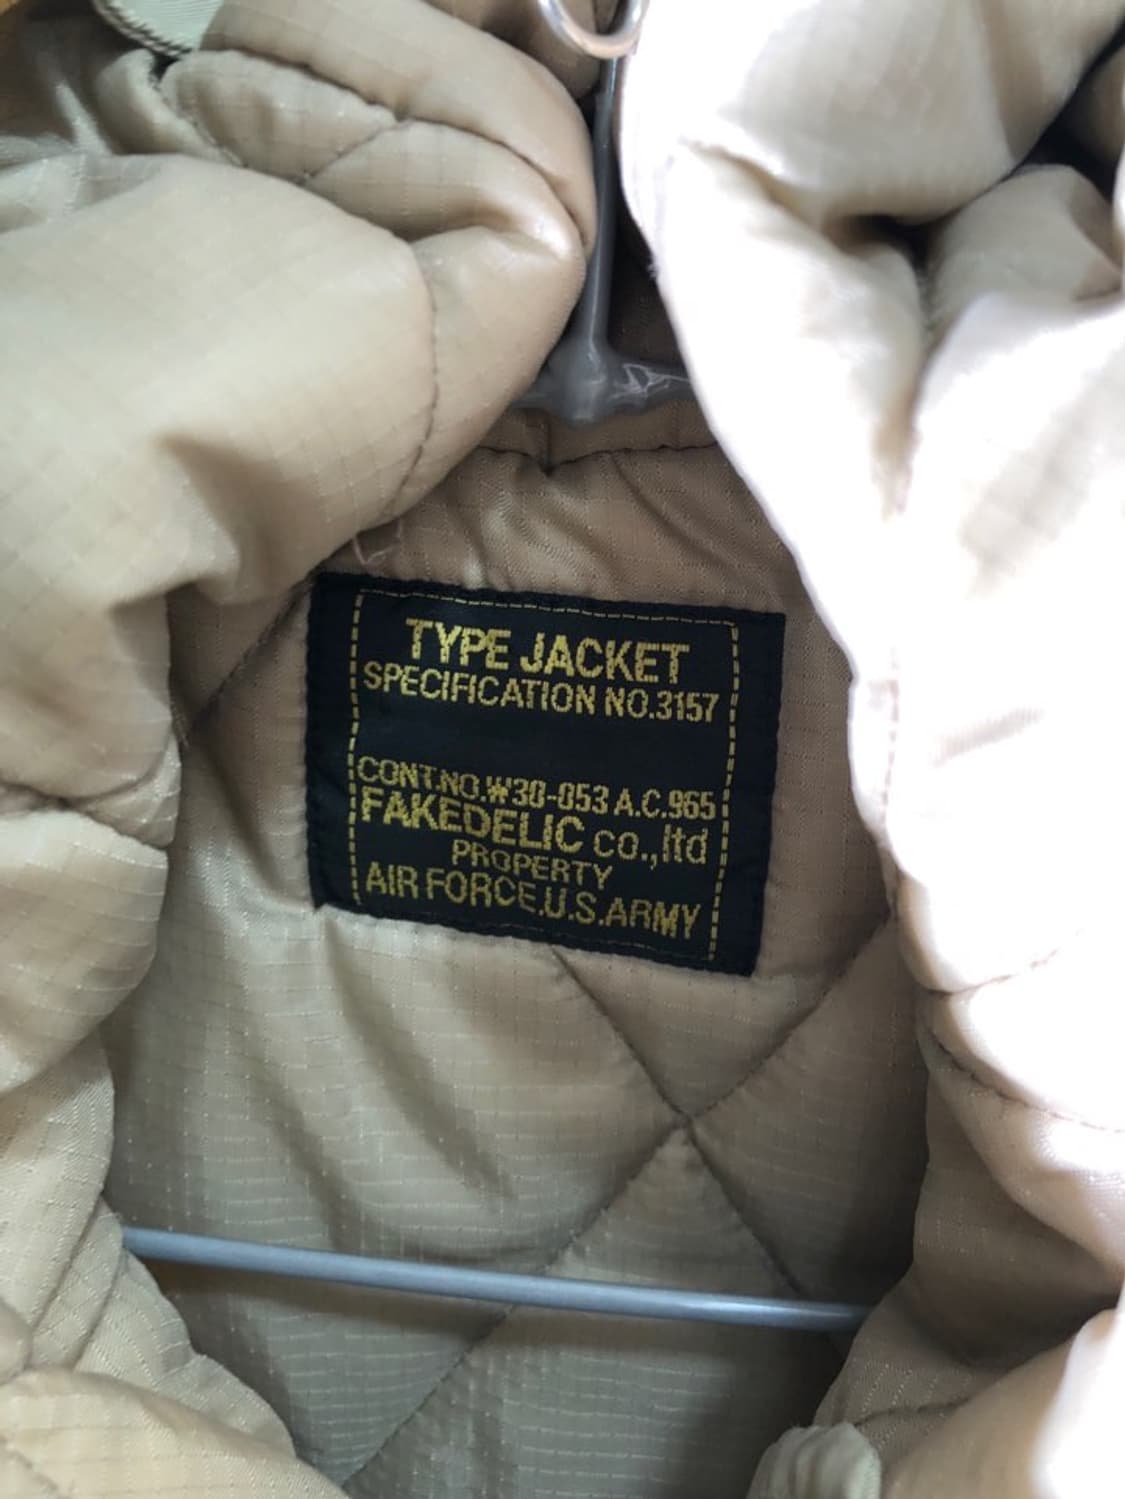 TYPE JACKET
SPECIFICATION NO.3157
CONT.NO.W30-053 A.C.965
FAKEDELIC co.,ltd
PROPERTY
AIR FORCE.U.S.ARMY